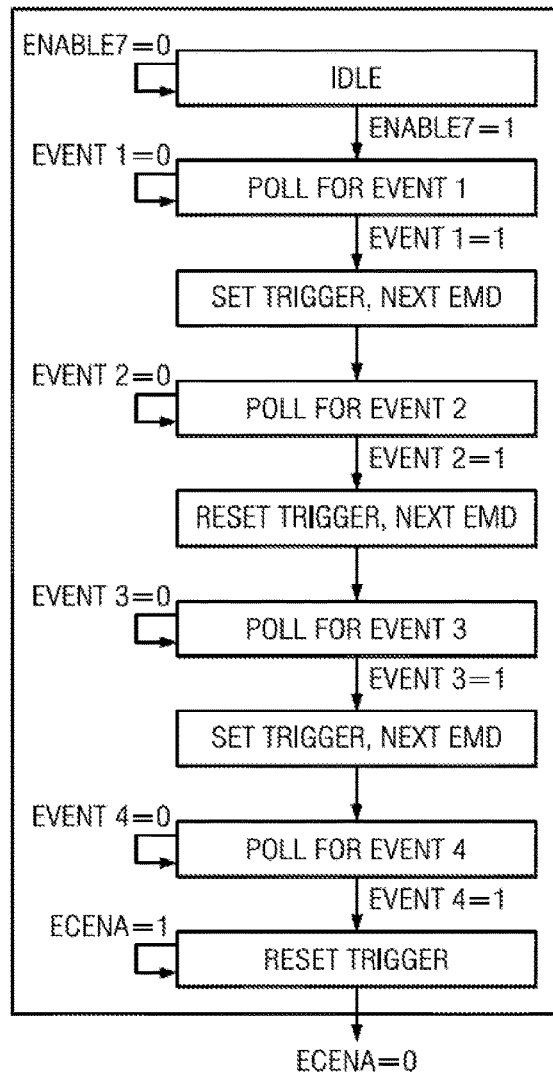 ENABLE7=0
IDLE
ENABLE7=1
EVENT 1=0
POLL FOR EVENT 1
EVENT 1=1
SET TRIGGER, NEXT EMD
EVENT 2=0
POLL FOR EVENT 2
EVENT 2=1
RESET TRIGGER, NEXT EMD
EVENT 3=0
POLL FOR EVENT 3
EVENT 3=1
SET TRIGGER, NEXT EMD
EVENT 4=0
POLL FOR EVENT 4
EVENT 4=1
ECENA=1
RESET TRIGGER
ECENA=0